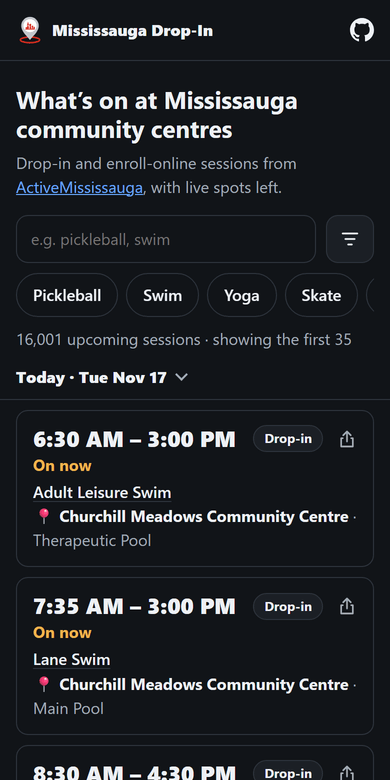 Mississauga Drop-In
What’s on at Mississauga
community centres
Drop-in and enroll-online sessions from
ActiveMississauga, with live spots left.
e.g. pickleball, swim
Pickleball
Swim
Yoga
Skate
16,001 upcoming sessions · showing the first 35
Today · Tue Nov 17
6:30 AM – 3:00 PM
Drop-in
On now
Adult Leisure Swim
Churchill Meadows Community Centre ·
Therapeutic Pool
7:35 AM – 3:00 PM
Drop-in
On now
Lane Swim
Churchill Meadows Community Centre ·
Main Pool
8:30 AM – 4:30 PM
Drop-in